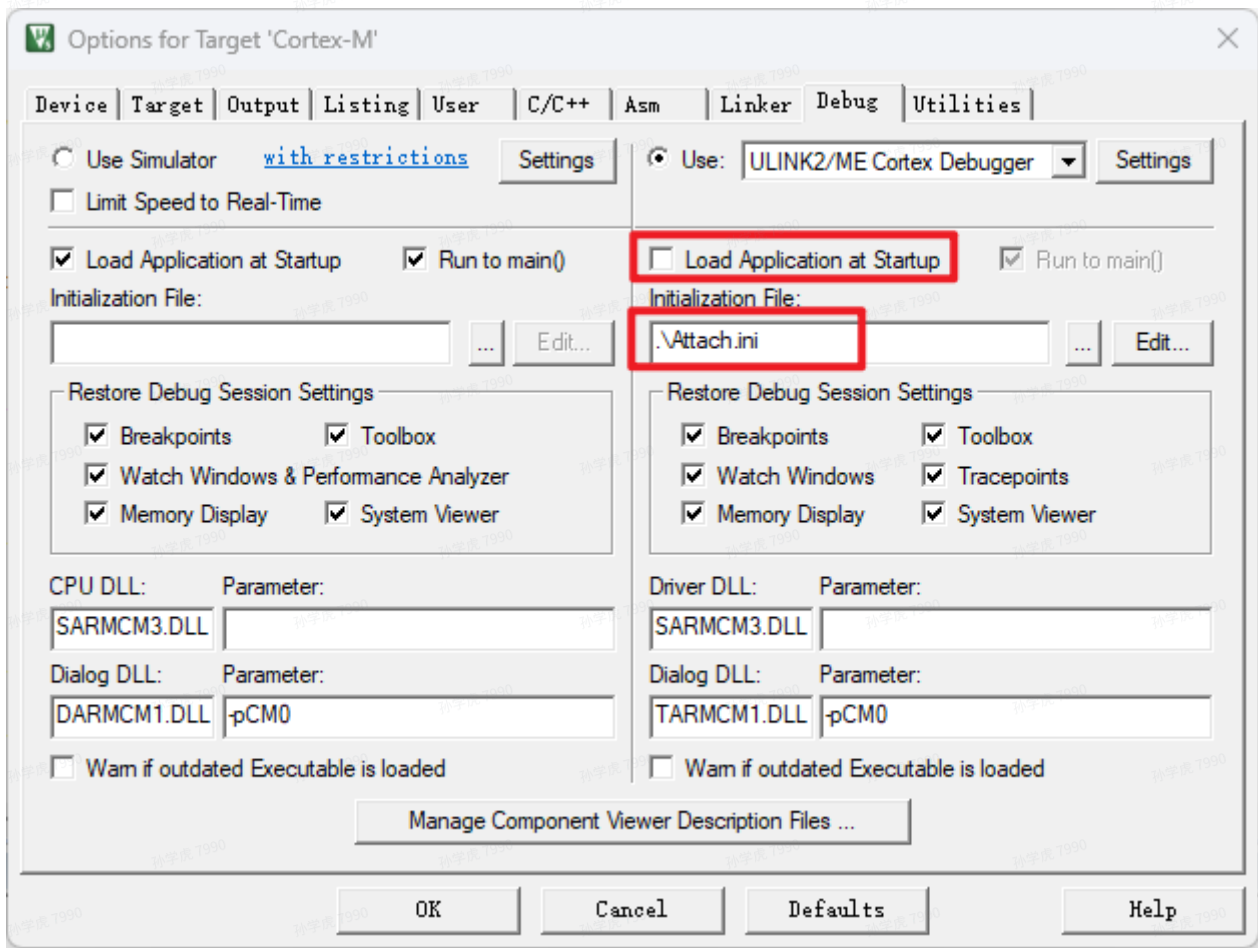 Options for Target 'Cortex-M'
Device Target Output Listing User C/C++ Asm Linker Debug Utilities
Use Simulator with restrictions Settings
Limit Speed to Real-Time
Use: ULINK2/ME Cortex Debugger Settings
Load Application at Startup Run to main()
Initialization File:
... Edit...
Restore Debug Session Settings
Breakpoints Toolbox
Watch Windows & Performance Analyzer
Memory Display System Viewer
Load Application at Startup Run to main()
Initialization File:
.\Attach.ini ... Edit...
Restore Debug Session Settings
Breakpoints Toolbox
Watch Windows Tracepoints
Memory Display System Viewer
CPU DLL: Parameter:
SARMCM3.DLL
Dialog DLL: Parameter:
DARMCM1.DLL -pCM0
Warn if outdated Executable is loaded
Driver DLL: Parameter:
SARMCM3.DLL
Dialog DLL: Parameter:
TARMCM1.DLL -pCM0
Warn if outdated Executable is loaded
Manage Component Viewer Description Files ...
OK Cancel Defaults Help
孙学虎 7990